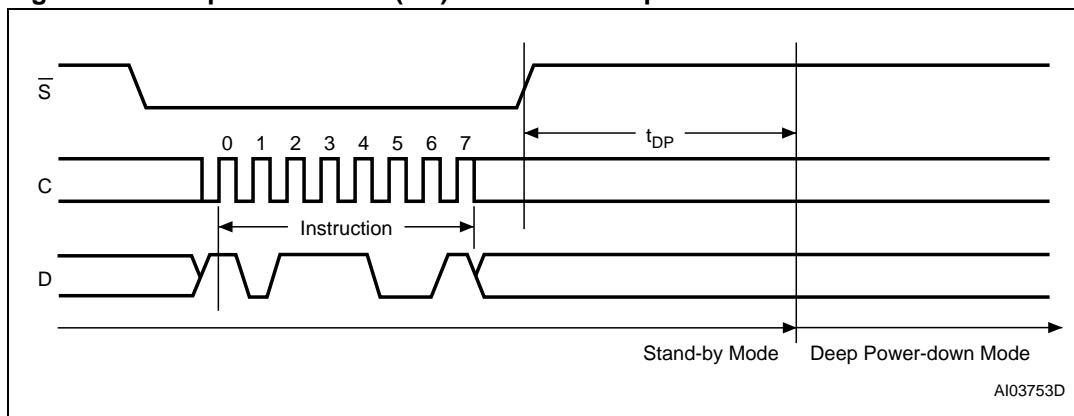 S
0 1 2 3 4 5 6 7
tDP
C
Instruction
D
Stand-by Mode Deep Power-down Mode
AI03753D